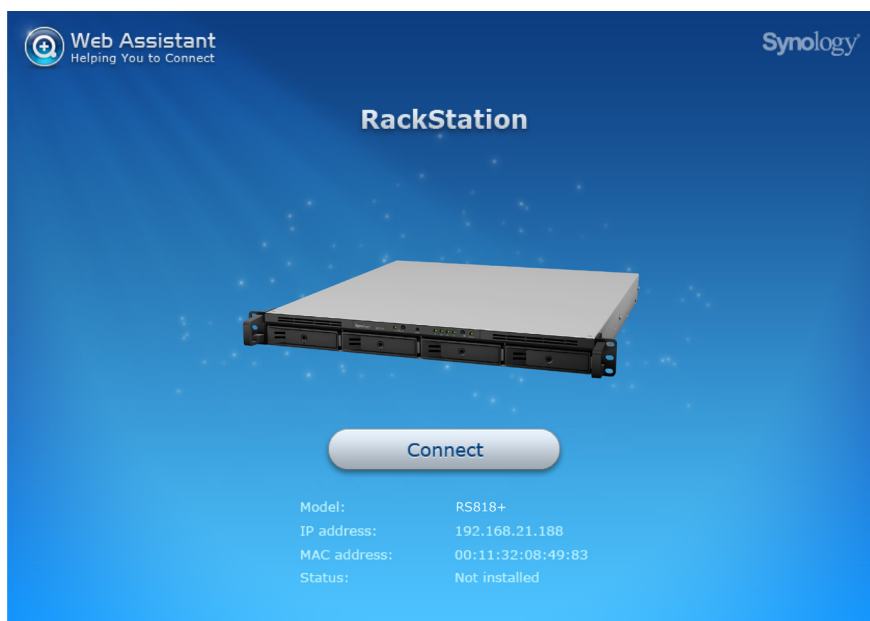 Web Assistant
Helping You to Connect
Synology
RackStation
Connect
Model: RS818+
IP address: 192.168.21.188
MAC address: 00:11:32:08:49:83
Status: Not installed